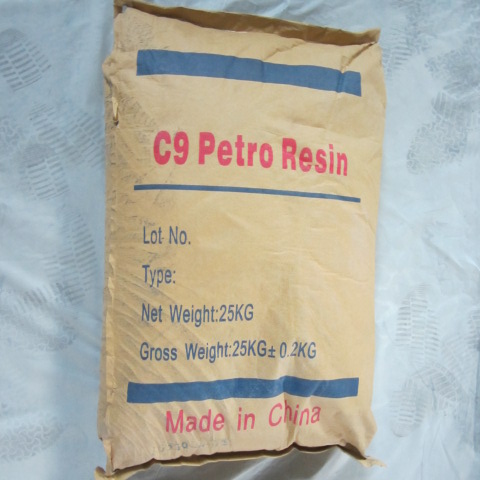 C9 Petro Resin
Lot No.
Type:
Net Weight:25KG
Gross Weight:25KG± 0.2KG
Made in China